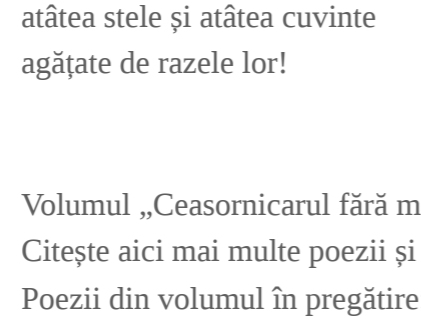 atâtea stele și atâtea cuvinte
agățate de razele lor!
Volumul „Ceasornicarul fără m
Citește aici mai multe poezii și
Poezii din volumul în pregătire